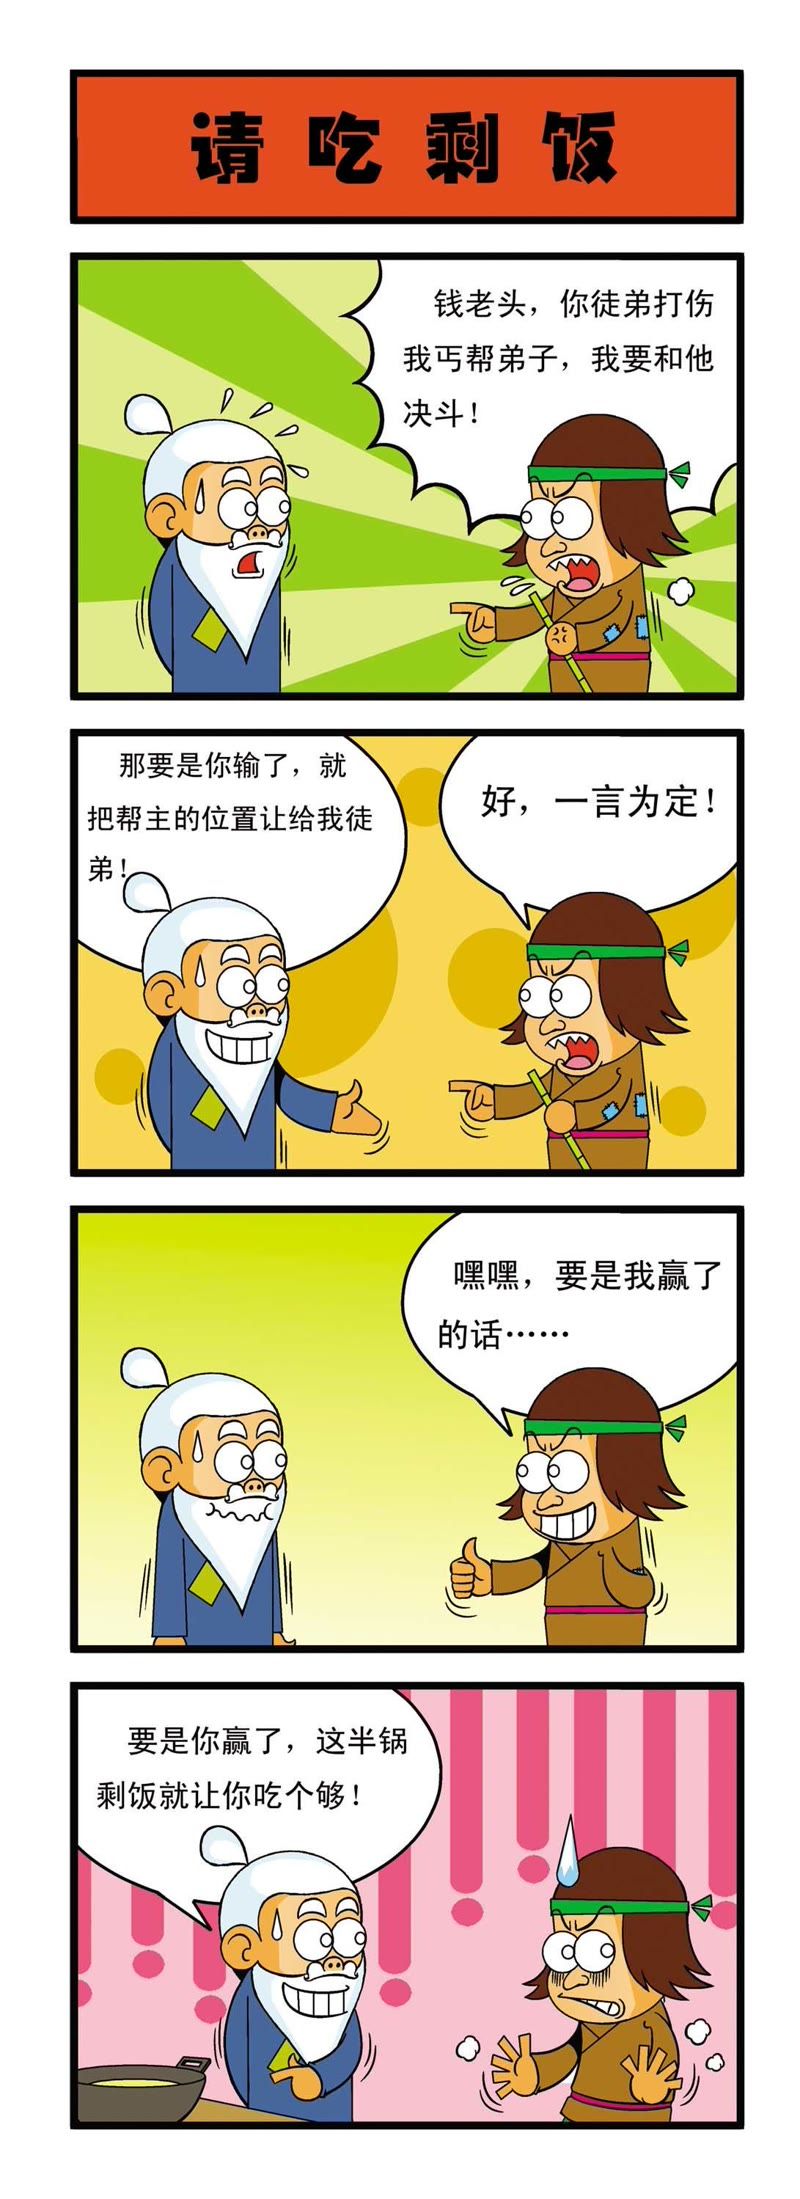 请吃剩饭
钱老头，你徒弟打伤
我丐帮弟子，我要和他
决斗！
那要是你输了，就
把帮主的位置让给我徒
弟！
好，一言为定！
嘿嘿，要是我赢了
的话……
要是你赢了，这半锅
剩饭就让你吃个够！